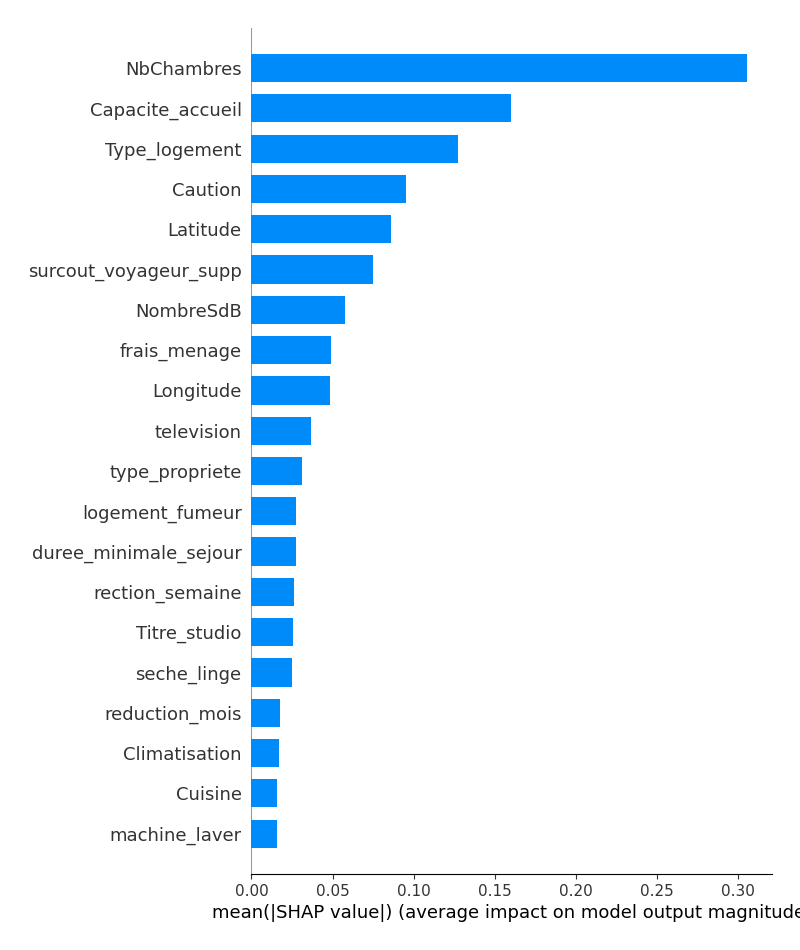 NbChambres
Capacite_accueil
Type_logement
Caution
Latitude
surcout_voyageur_supp
NombreSdB
frais_menage
Longitude
television
type_propriete
logement_fumeur
duree_minimale_sejour
rection_semaine
Titre_studio
seche_linge
reduction_mois
Climatisation
Cuisine
machine_laver
0.00 0.05 0.10 0.15 0.20 0.25 0.30
mean(|SHAP value|) (average impact on model output magnitude